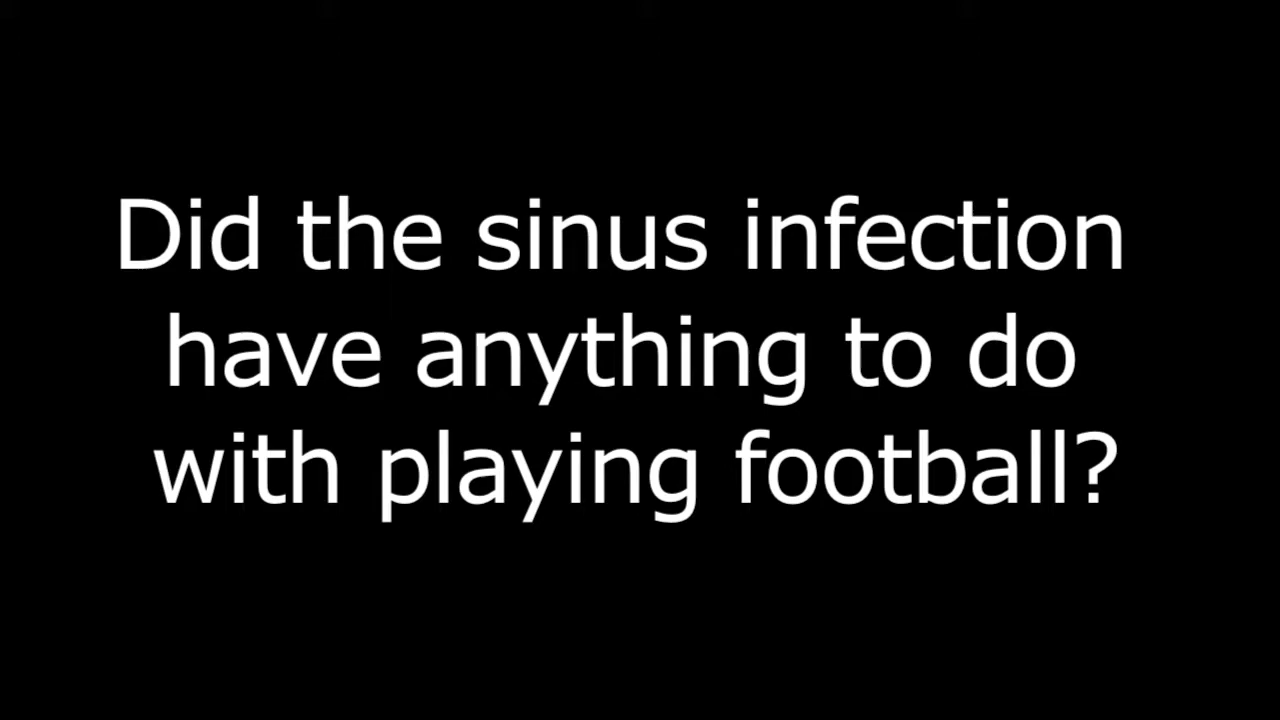 Did the sinus infection
have anything to do
with playing football?